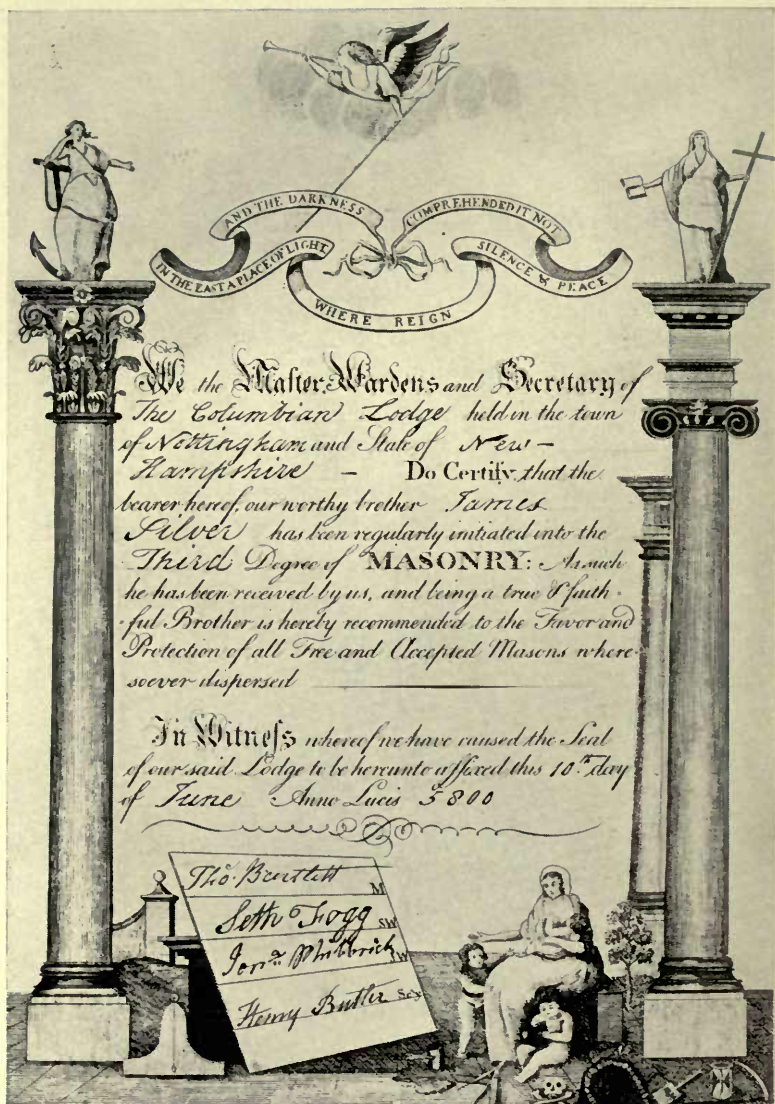 AND THE DARKNESS COMPREHENDED IT NOT
IN THE EAST A PLACE OF LIGHT
WHERE REIGN
SILENCE & PEACE
We the Master, Wardens and Secretary of
The Columbian Lodge held in the town
of Nottingham and State of New-
Hampshire – Do Certify, that the
bearer hereof, our worthy brother James
Silver has been regularly initiated into the
Third Degree of MASONRY: As such
he has been received by us, and being a true & faith-
-ful Brother is hereby recommended to the Favor and
Protection of all Free and Accepted Masons where-
soever dispersed
In Witness whereof we have caused the Seal
of our said Lodge to be hereunto affixed this 10.th day
of June Anno Lucis 5800
Tho.s Bartlett M
Seth Fogg SW
Jon.a Philbrick JW
Henry Butler Sec